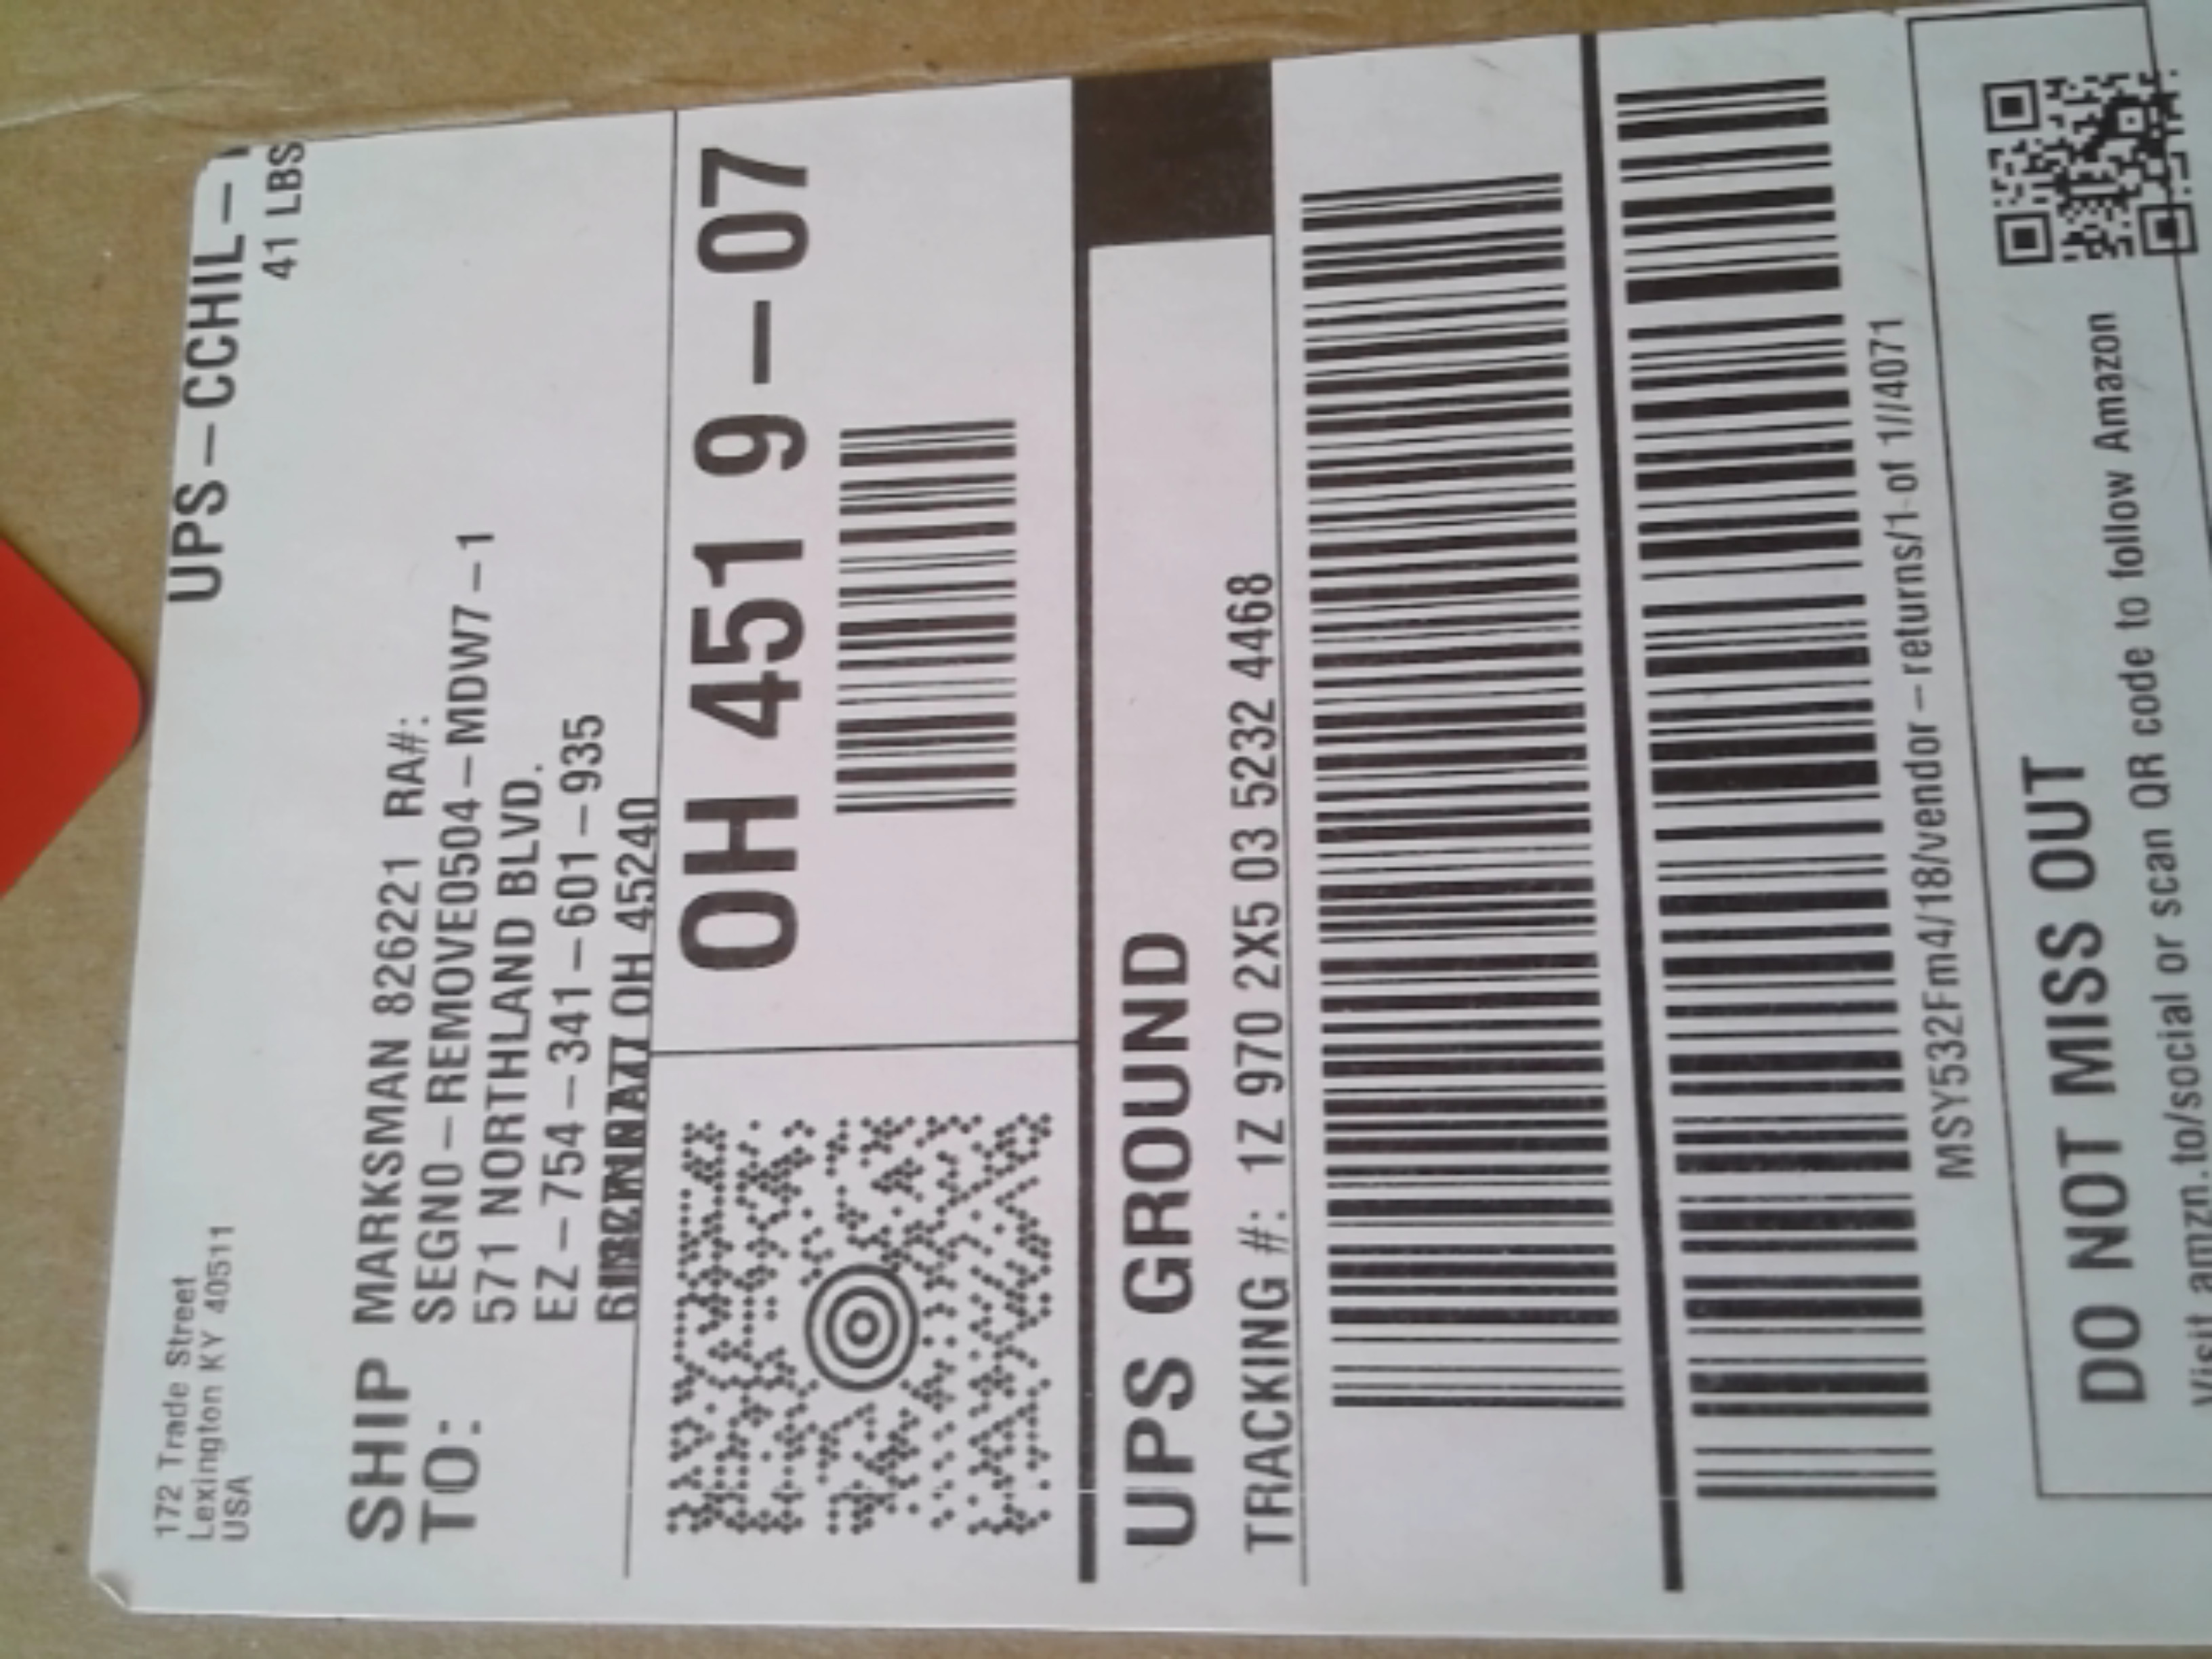 172 Trade Street
Lexington KY 40511
USA
UPS-CCHIL-
41 LBS
SHIP TO:
MARKSMAN 826221 RA#:
SEGN0-REMOVE0504-MDW7-1
571 NORTHLAND BLVD.
EZ-754-341-601-935
OH 45240
OH 451 9-07
UPS GROUND
TRACKING #: 1Z 970 2X5 03 5232 4468
MSY532Fm4/18/vendor-returns/1-of 1//4071
DO NOT MISS OUT
Visit amzn.to/social or scan QR code to follow Amazon